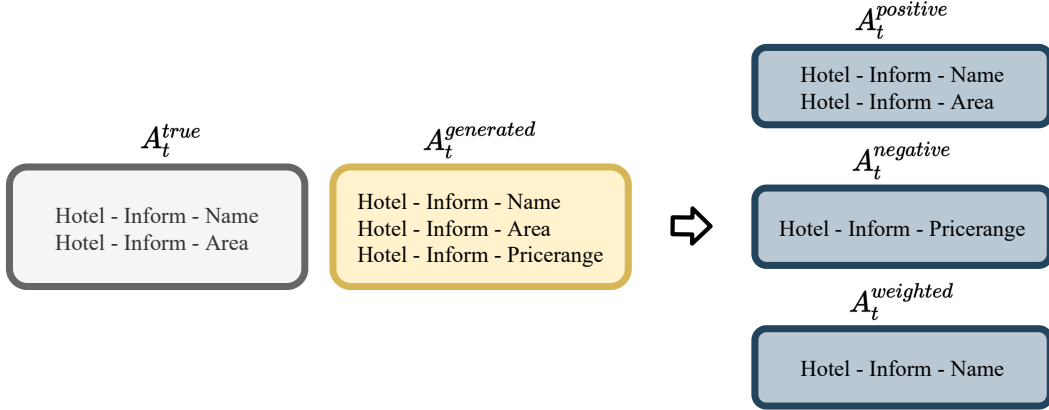 A_t^{true}
Hotel - Inform - Name
Hotel - Inform - Area
A_t^{generated}
Hotel - Inform - Name
Hotel - Inform - Area
Hotel - Inform - Pricerange
A_t^{positive}
Hotel - Inform - Name
Hotel - Inform - Area
A_t^{negative}
Hotel - Inform - Pricerange
A_t^{weighted}
Hotel - Inform - Name